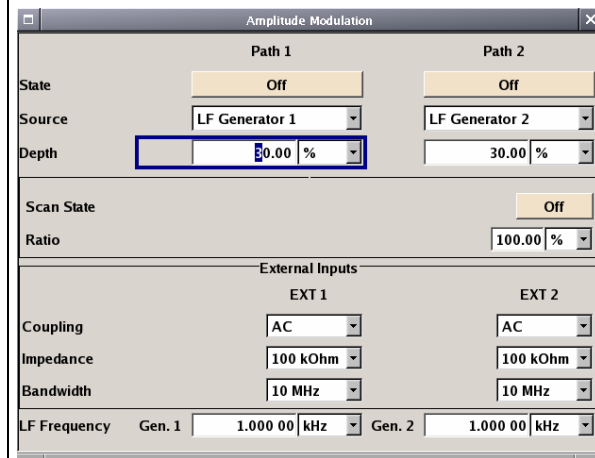 Amplitude Modulation
Path 1 Path 2
State Off Off
Source LF Generator 1 LF Generator 2
Depth 30.00 % 30.00 %
Scan State Off
Ratio 100.00 %
External Inputs
EXT 1 EXT 2
Coupling AC AC
Impedance 100 kOhm 100 kOhm
Bandwidth 10 MHz 10 MHz
LF Frequency Gen. 1 1.000 00 kHz Gen. 2 1.000 00 kHz